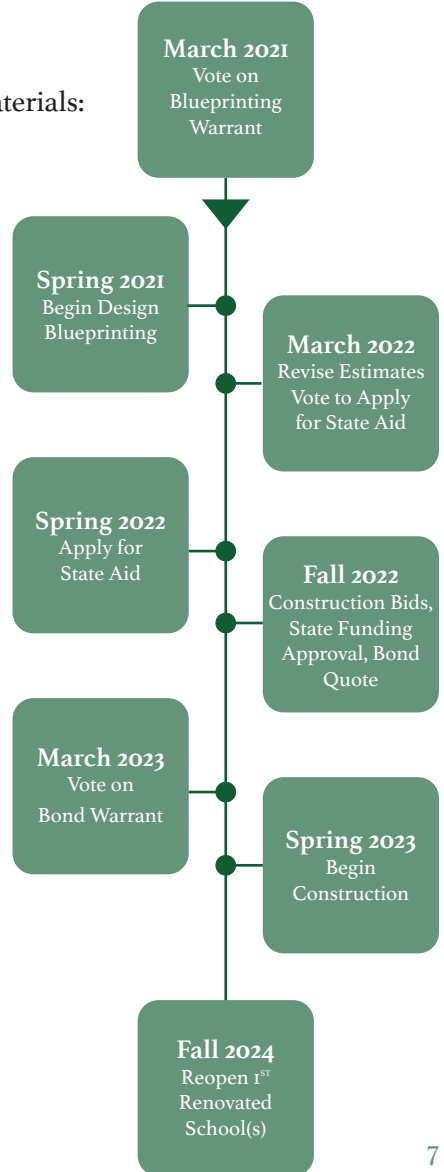 March 2021
Vote on
Blueprinting
Warrant
aterials:
Spring 2021
Begin Design
Blueprinting
March 2022
Revise Estimates
Vote to Apply
for State Aid
Spring 2022
Apply for
State Aid
Fall 2022
Construction Bids,
State Funding
Approval, Bond
Quote
March 2023
Vote on
Bond Warrant
Spring 2023
Begin
Construction
Fall 2024
Reopen 1ST
Renovated
School(s)
7